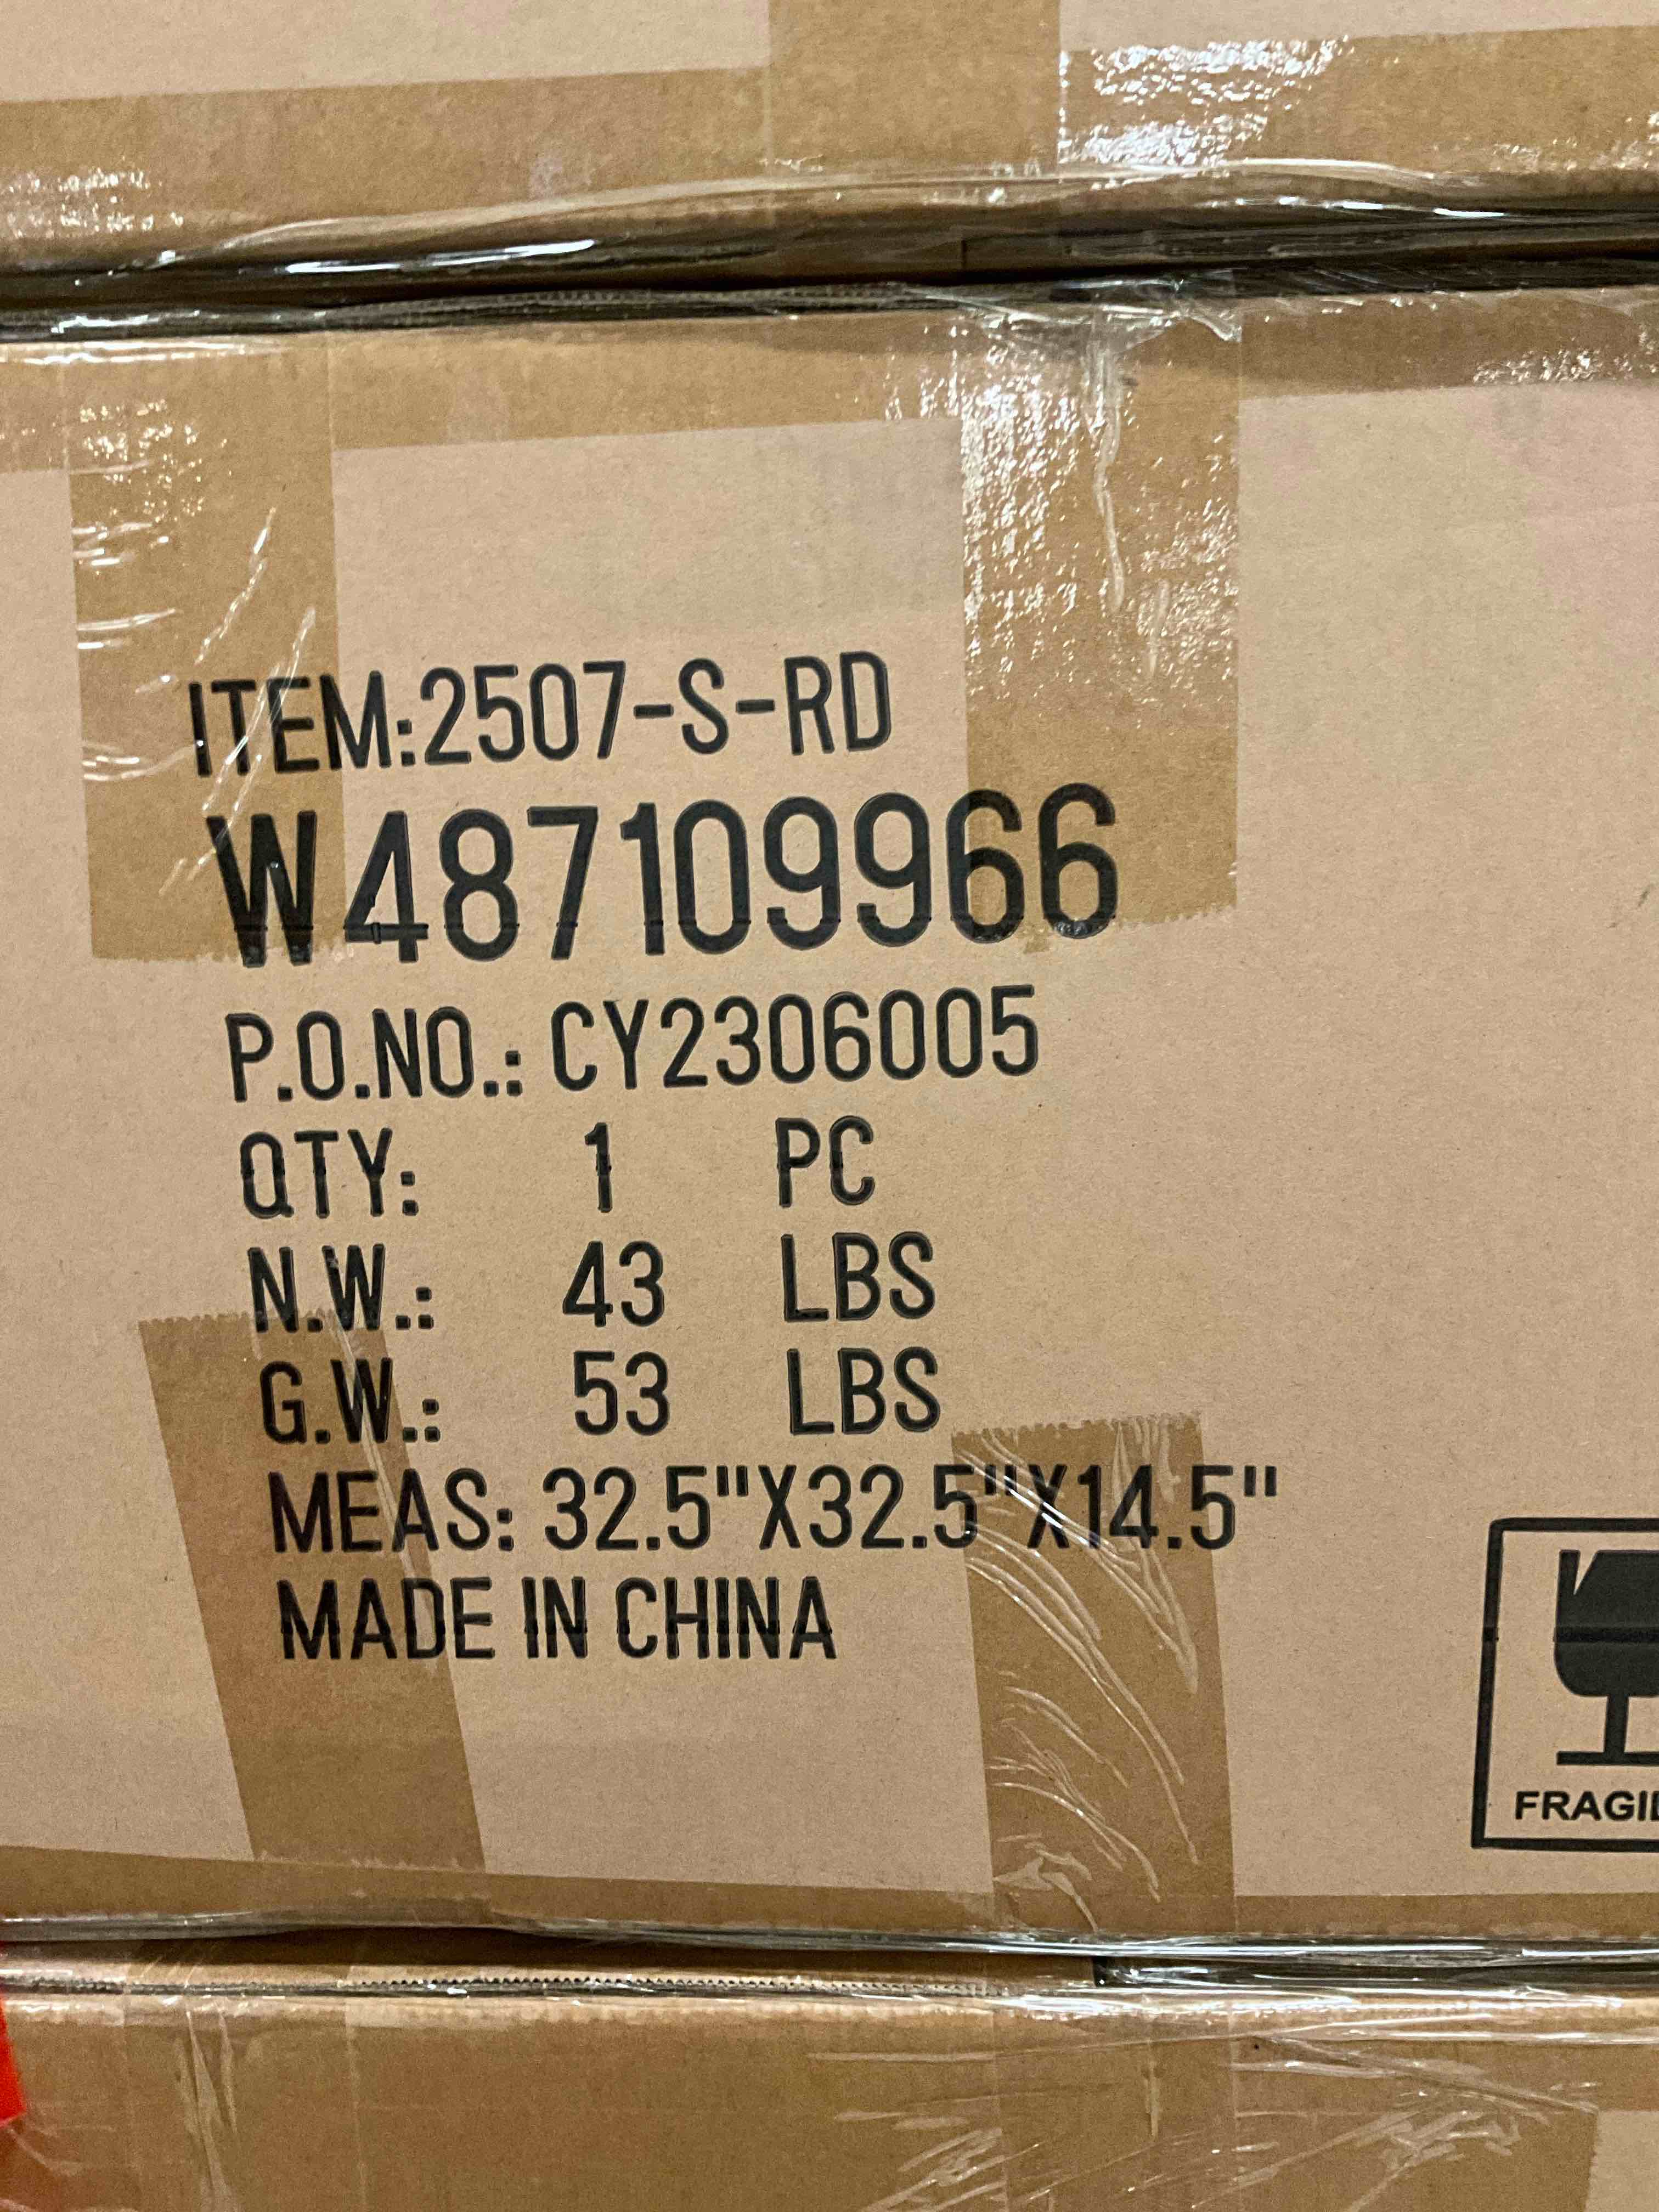 ITEM:2507-S-RD
W487109966
P.O.NO.: CY2306005
QTY: 1 PC
N.W.: 43 LBS
G.W.: 53 LBS
MEAS: 32.5"X32.5"X14.5"
MADE IN CHINA